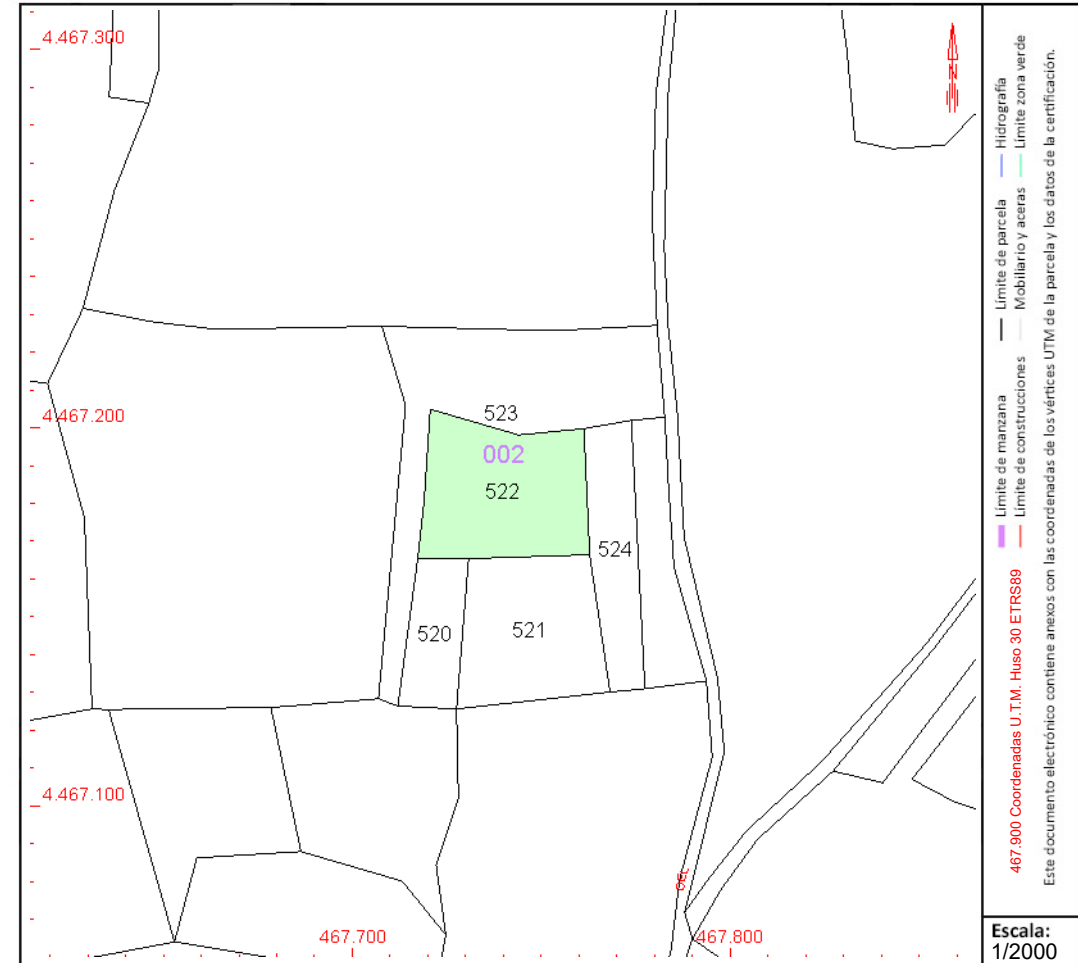 4.467.300
4.467.200
523
002
522
524
520
521
4.467.100
467.700
467.800
N
Límite de manzana
Límite de parcela
Hidrografía
Límite de construcciones
Mobiliario y aceras
Límite zona verde
467.900 Coordenadas U.T.M. Huso 30 ETRS89
Este documento electrónico contiene anexos con las coordenadas de los vértices UTM de la parcela y los datos de la certificación.
Escala:
1/2000